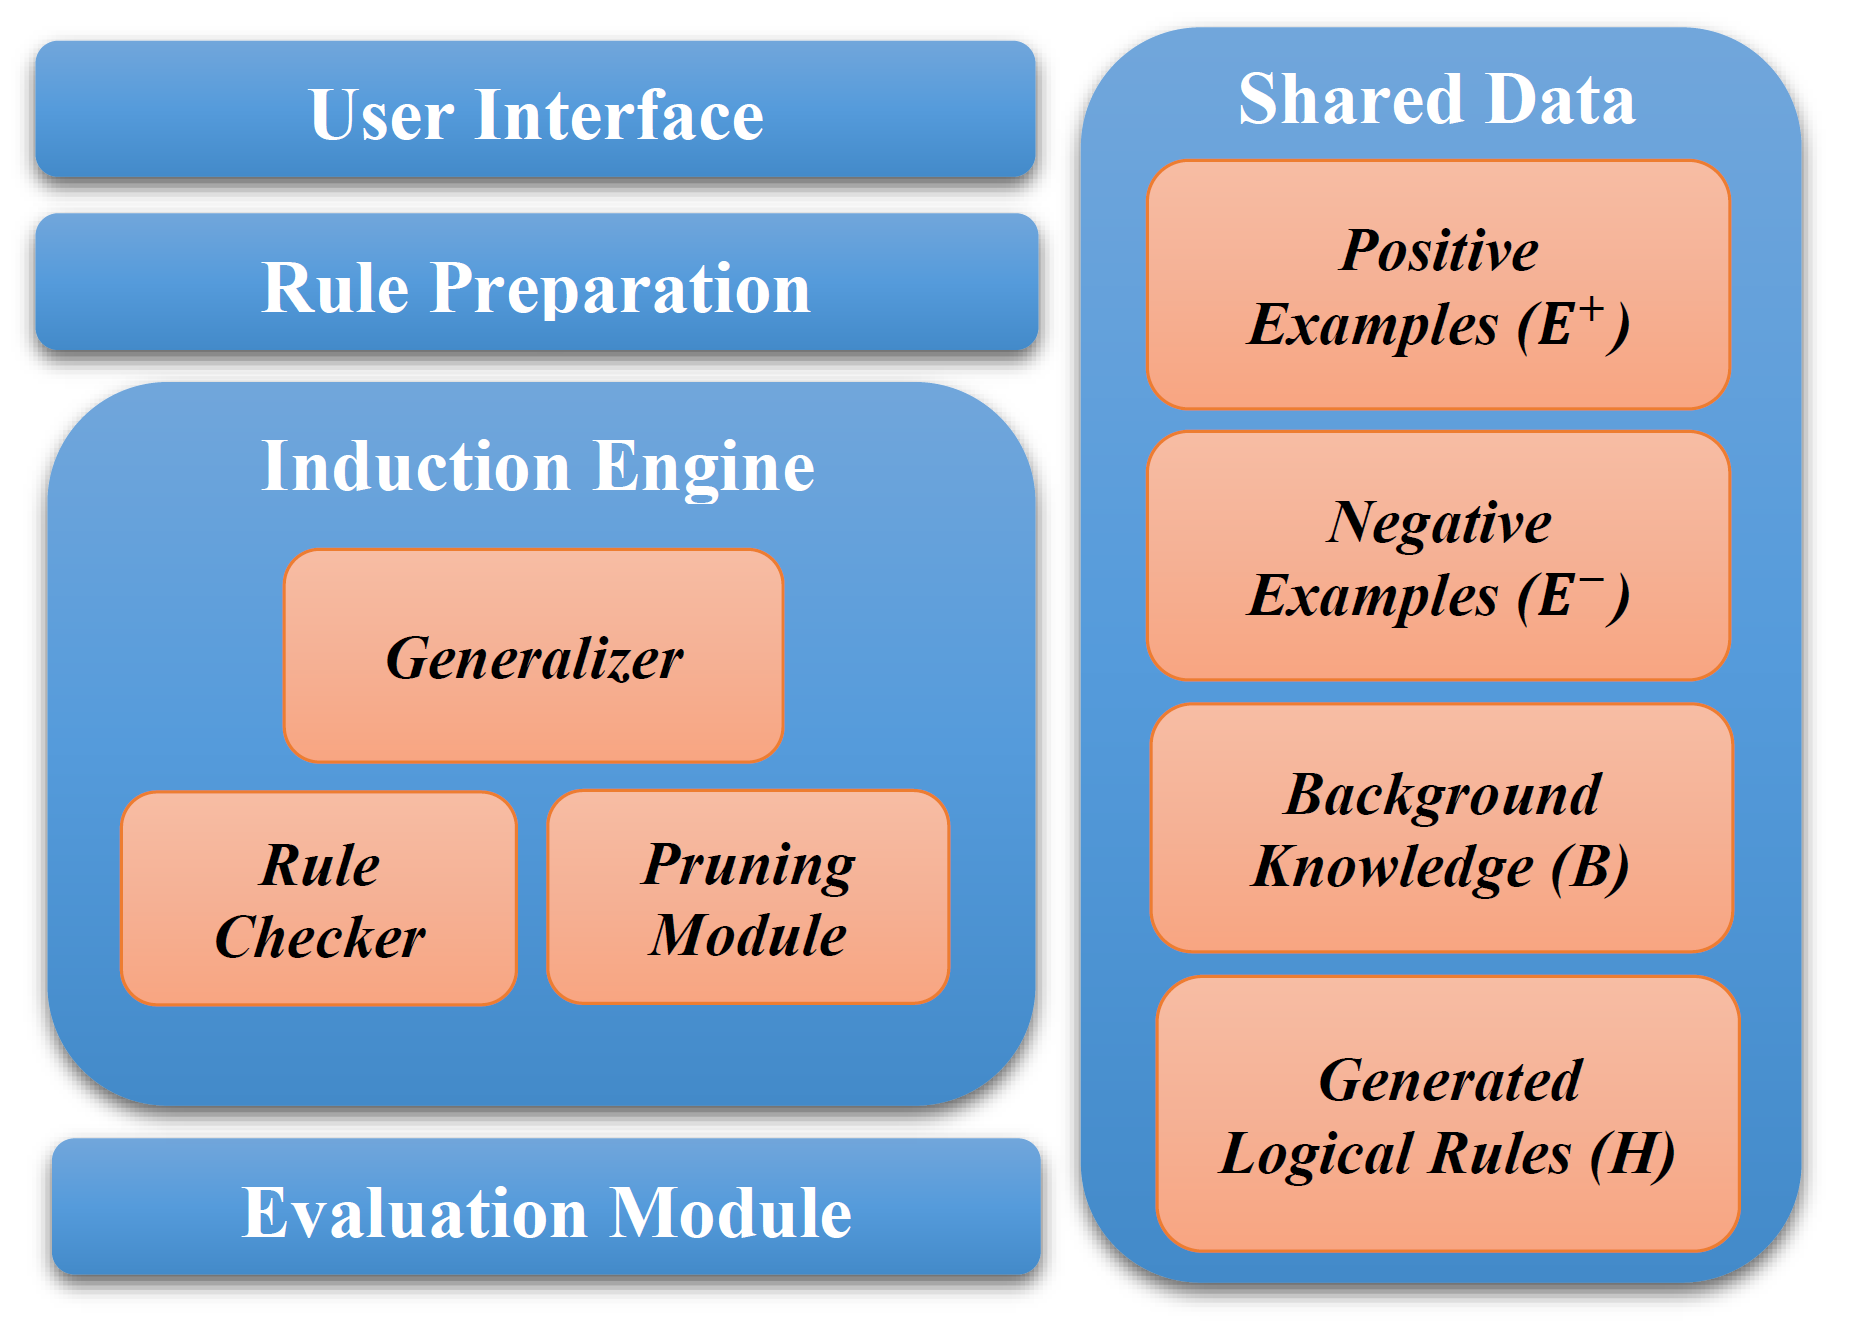 User Interface
Rule Preparation
Induction Engine
Generalizer
Rule
Checker
Pruning
Module
Evaluation Module
Shared Data
Positive
Examples (E⁺)
Negative
Examples (E⁻)
Background
Knowledge (B)
Generated
Logical Rules (H)